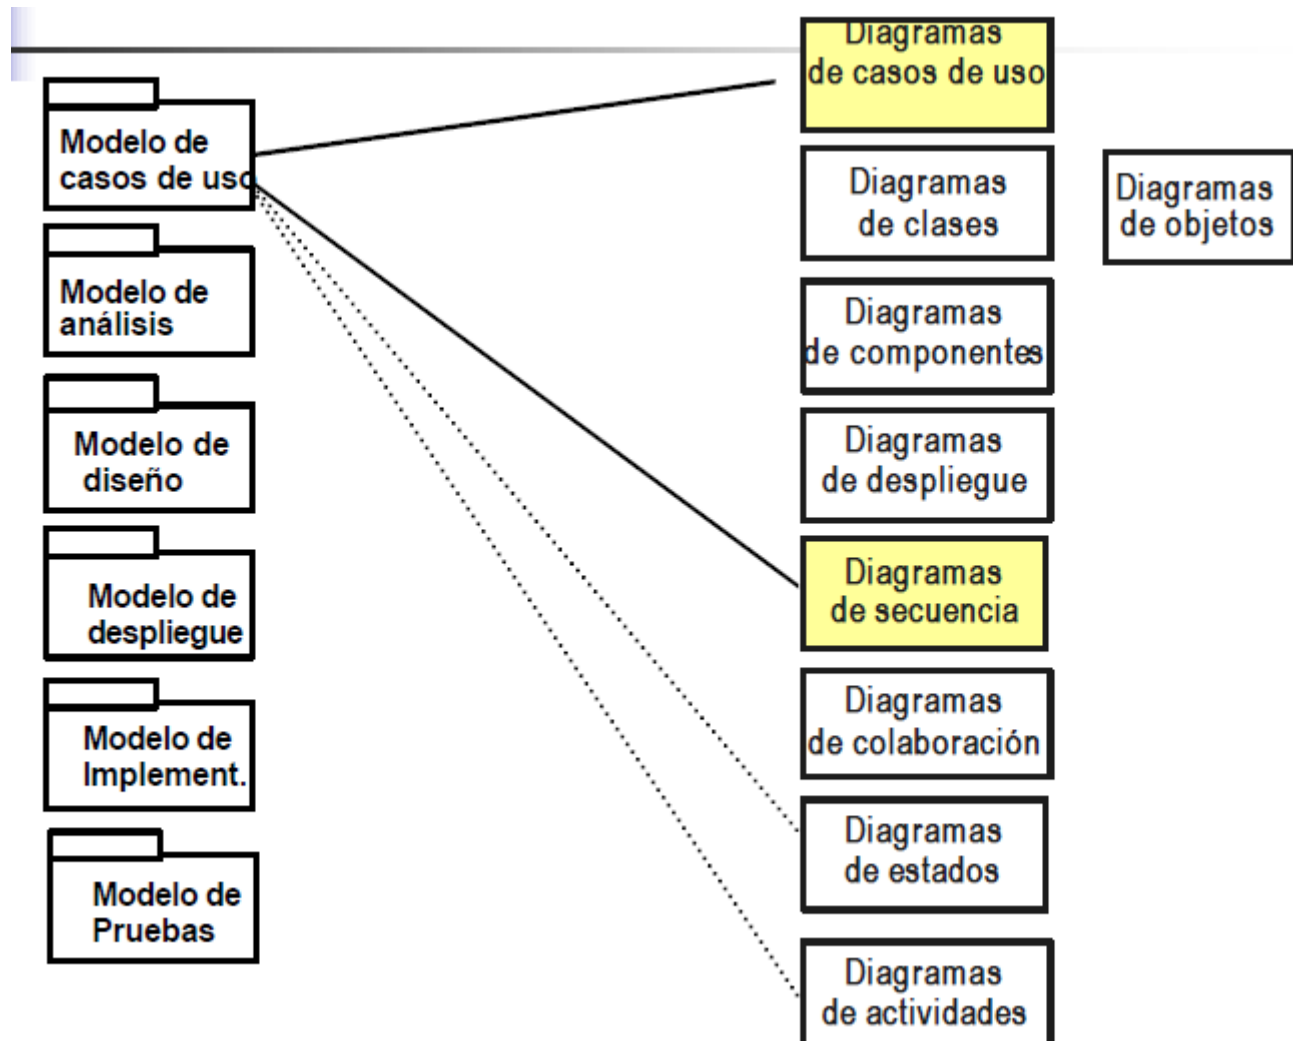 Modelo de
casos de uso
Modelo de
análisis
Modelo de
diseño
Modelo de
despliegue
Modelo de
Implement.
Modelo de
Pruebas
Diagramas
de casos de uso
Diagramas
de clases
Diagramas
de objetos
Diagramas
de componentes
Diagramas
de despliegue
Diagramas
de secuencia
Diagramas
de colaboración
Diagramas
de estados
Diagramas
de actividades